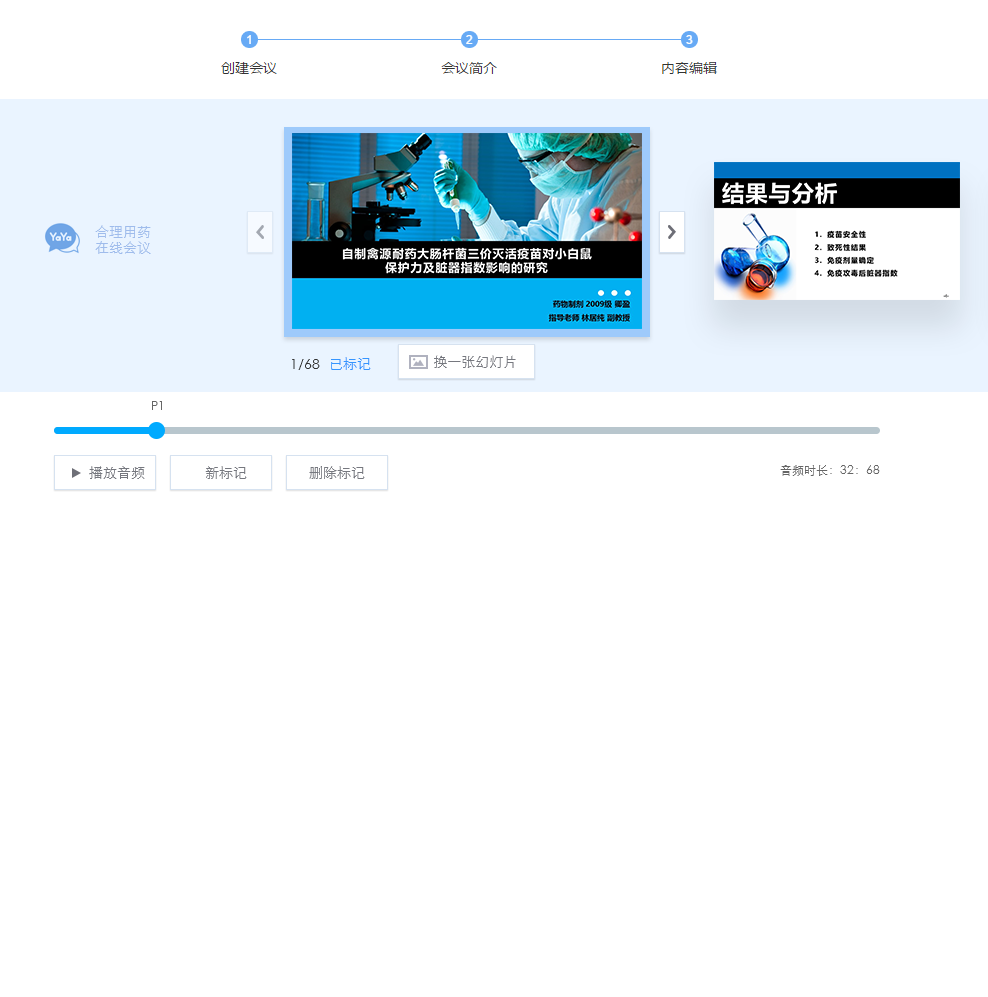 1
2
3
创建会议
会议简介
内容编辑
YaYa
合理用药
在线会议
自制禽源耐药大肠杆菌三价灭活疫苗对小白鼠
保护力及脏器指数影响的研究
药物制剂 2009级 卿盈
指导老师 林居纯 副教授
结果与分析
1、疫苗安全性
2、致死性结果
3、免疫剂量确定
4、免疫攻毒后脏器指数
1/68 已标记
换一张幻灯片
P1
播放音频
新标记
删除标记
音频时长：32：68